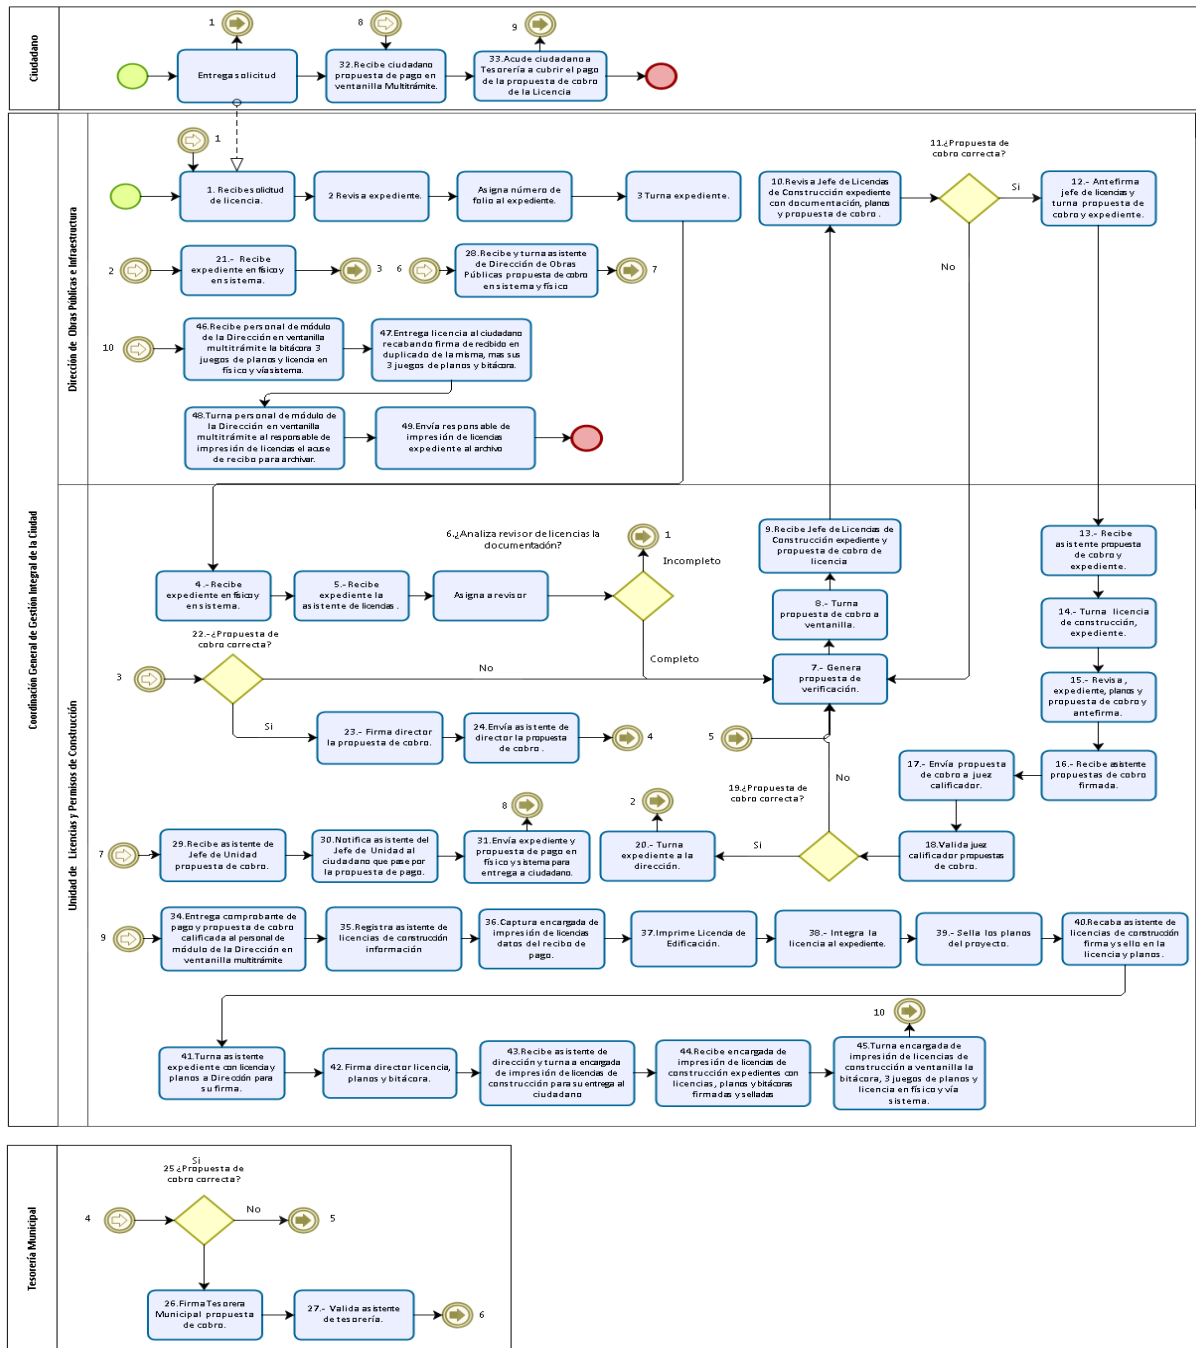 Ciudadano
1
8
9
Entrega solicitud
32.Recibe ciudadano
propuesta de pago en
ventanilla Multitrámite.
33.Acude ciudadano a
Tesorería a cubrir el pago
de la propuesta de cobro
de la Licencia
Coordinación General de Gestión Integral de la Ciudad
Dirección de Obras Públicas e Infraestructura
1
1. Recibe solicitud
de licencia.
2 Revisa expediente.
Asigna número de
folio al expediente.
3 Turna expediente.
10.Revisa Jefe de Licencias
de Construcción expediente
con documentación, planos
y propuesta de cobro .
11.¿Propuesta de
cobro correcta?
Si
No
12.- Antefirma
jefe de licencias y
turna propuesta de
cobro y expediente.
2
21.- Recibe
expediente en físico y
en sistema.
3
6
28.Recibe y turna asistente
de Dirección de Obras
Públicas propuesta de cobro
en sistema y físico
7
10
46.Recibe personal de módulo
de la Dirección en ventanilla
multitrámite la bitácora 3
juegos de planos y licencia en
físico y vía sistema.
47.Entrega licencia al ciudadano
recabando firma de recibido en
duplicado de la misma, mas sus
3 juegos de planos y bitácora.
48.Turna personal de módulo de
la Dirección en ventanilla
multitrámite al responsable de
impresión de licencias el acuse
de recibo para archivar.
49.Envía responsable de
impresión de licencias
expediente al archivo
Unidad de Licencias y Permisos de Construcción
4.- Recibe
expediente en físico y
en sistema.
5.- Recibe
expediente la
asistente de licencias .
Asigna a revisor
6.¿Analiza revisor de licencias la
documentación?
1
Incompleto
Completo
9.Recibe Jefe de Licencias de
Construcción expediente y
propuesta de cobro de
licencia
8.- Turna
propuesta de cobro a
ventanilla.
7.- Genera
propuesta de
verificación.
13.- Recibe
asistente propuesta
de cobro y
expediente.
14.- Turna licencia
de construcción,
expediente.
15.- Revisa ,
expediente, planos y
propuesta de cobro y
antefirma.
16.- Recibe asistente
propuestas de cobro
firmada.
17.- Envía propuesta
de cobro a juez
calificador.
18.Valida juez
calificador propuestas
de cobro.
22.-¿Propuesta de
cobro correcta?
3
No
Si
23.- Firma director
la propuesta de cobro.
24.Envía asistente de
director la propuesta
de cobro .
4
5
No
19.¿Propuesta de
cobro correcta?
Si
2
20.- Turna
expediente a la
dirección.
7
29.Recibe asistente de
Jefe de Unidad
propuesta de cobro.
30.Notifica asistente del
Jefe de Unidad al
ciudadano que pase por
la propuesta de pago.
8
31.Envía expediente y
propuesta de pago en
físico y sistema para
entrega a ciudadano.
9
34.Entrega comprobante de
pago y propuesta de cobro
calificada al personal de
módulo de la Dirección en
ventanilla multitrámite
35.Registra asistente de
licencias de construcción
información
36.Captura encargada de
impresión de licencias
datos del recibo de
pago.
37.Imprime Licencia de
Edificación.
38.- Integra la
licencia al expediente.
39.- Sella los planos
del proyecto.
40.Recaba asistente de
licencias de construcción
firma y sello en la
licencia y planos.
41.Turna asistente
expediente con licencia y
planos a Dirección para
su firma.
42.Firma director licencia,
planos y bitácora.
43.Recibe asistente de
dirección y turna a encargada
de impresión de licencias de
construcción para su entrega al
ciudadano
44.Recibe encargada de
impresión de licencias de
construcción expedientes con
licencias, planos y bitácoras
firmadas y selladas
10
45.Turna encargada de
impresión de licencias de
construcción a ventanilla la
bitácora, 3 juegos de planos y
licencia en físico y vía
sistema.
Tesorería Municipal
Si
25.¿Propuesta de
cobro correcta?
4
No
5
26.Firma Tesorera
Municipal propuesta
de cobro.
27.- Valida asistente
de tesorería.
6